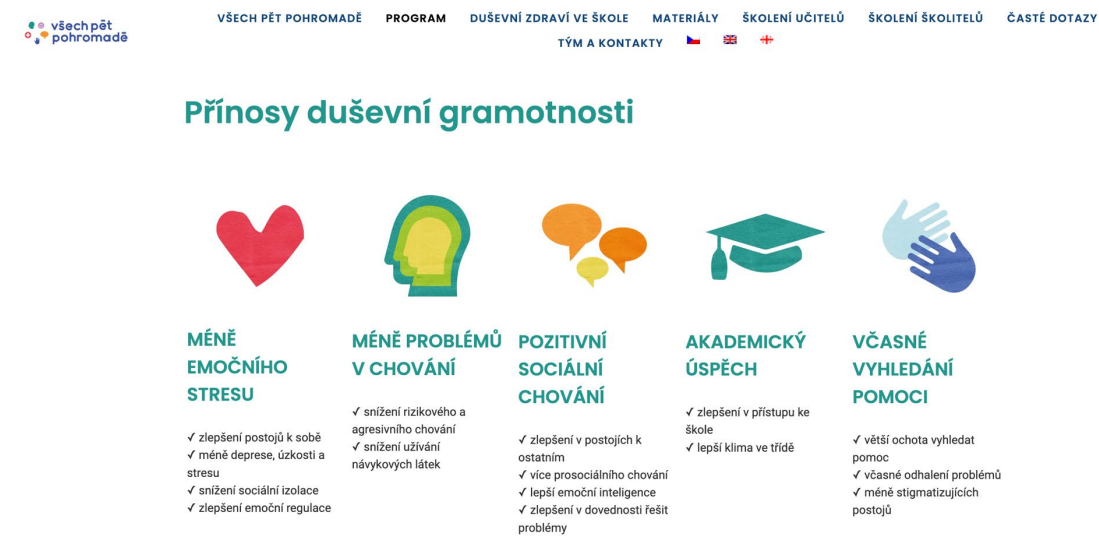 všech pět
pohromadě
VŠECH PĚT POHROMADĚ PROGRAM DUŠEVNÍ ZDRAVÍ VE ŠKOLE MATERIÁLY ŠKOLENÍ UČITELŮ ŠKOLENÍ ŠKOLITELŮ ČASTÉ DOTAZY
TÝM A KONTAKTY
Přínosy duševní gramotnosti
MÉNĚ
EMOČNÍHO
STRESU
✓ zlepšení postojů k sobě
✓ méně deprese, úzkosti a
stresu
✓ snížení sociální izolace
✓ zlepšení emoční regulace
MÉNĚ PROBLÉMŮ
V CHOVÁNÍ
✓ snížení rizikového a
agresivního chování
✓ snížení užívání
návykových látek
POZITIVNÍ
SOCIÁLNÍ
CHOVÁNÍ
✓ zlepšení v postojích k
ostatním
✓ více prosociálního chování
✓ lepší emoční inteligence
✓ zlepšení v dovednosti řešit
problémy
AKADEMICKÝ
ÚSPĚCH
✓ zlepšení v přístupu ke
škole
✓ lepší klima ve třídě
VČASNÉ
VYHLEDÁNÍ
POMOCI
✓ větší ochota vyhledat
pomoc
✓ včasné odhalení problémů
✓ méně stigmatizujících
postojů